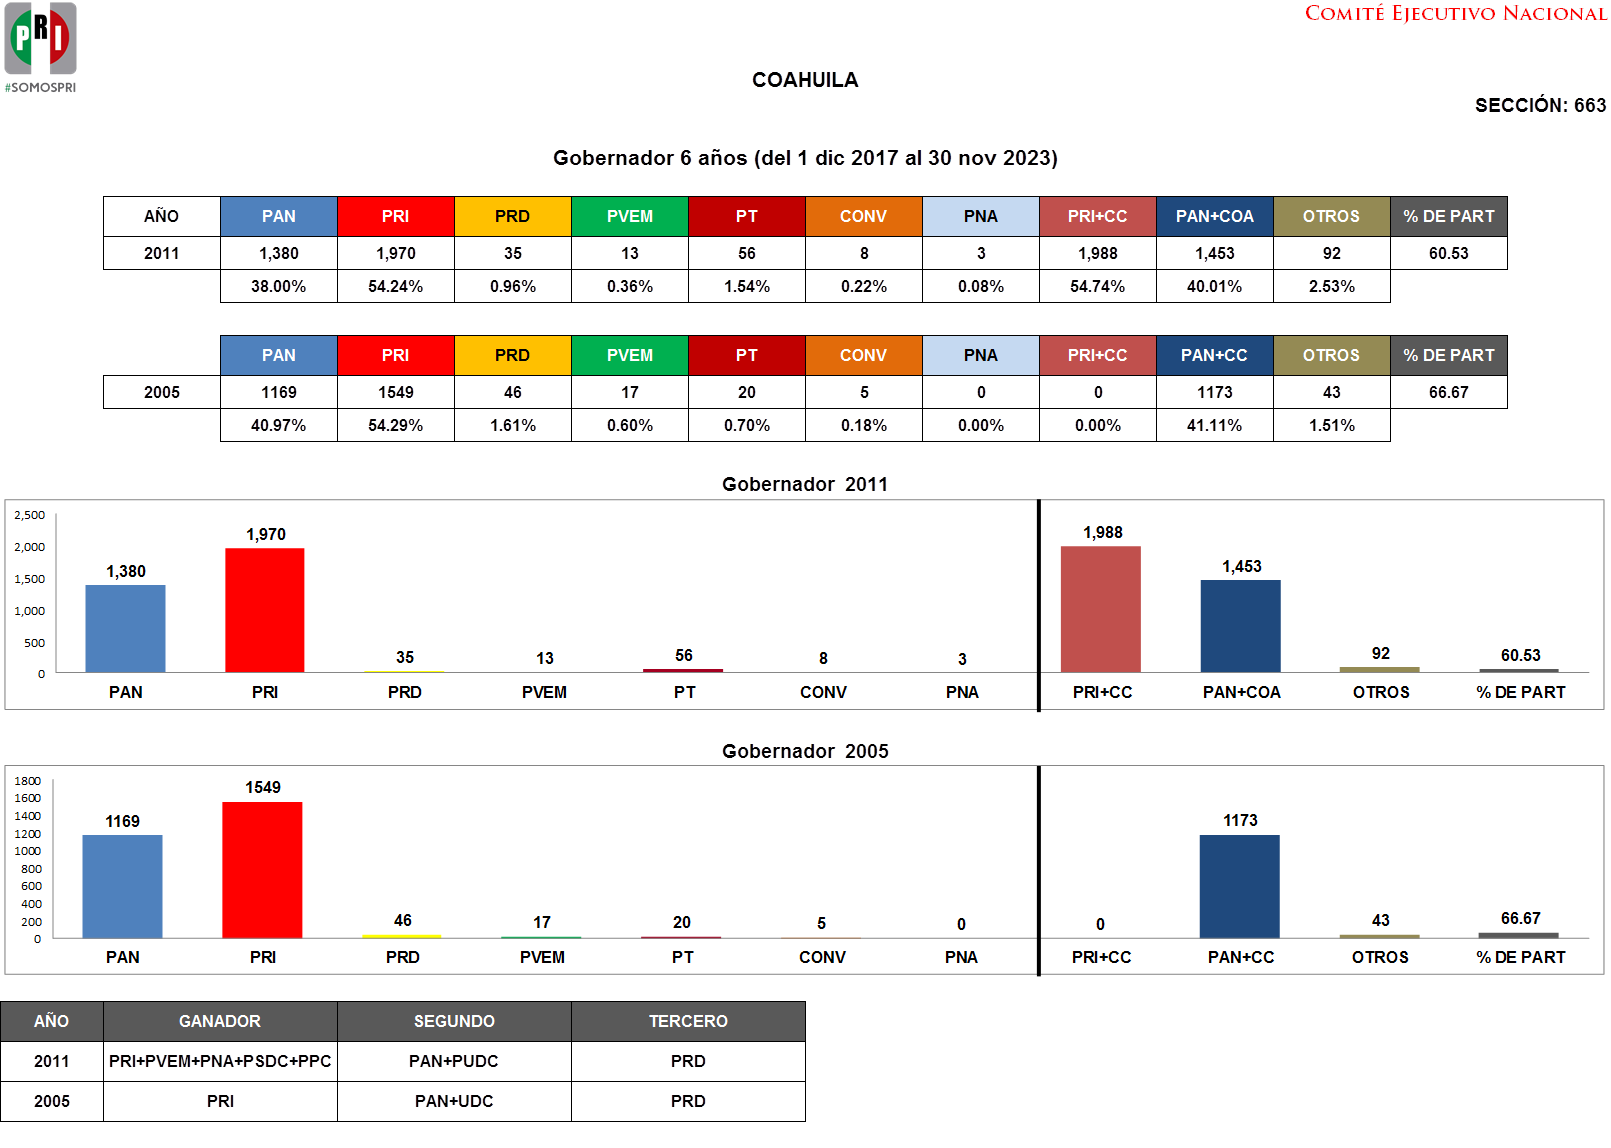 PRI
#SOMOSPRI
COMITÉ EJECUTIVO NACIONAL
COAHUILA
SECCIÓN: 663
Gobernador 6 años (del 1 dic 2017 al 30 nov 2023)
AÑO PAN PRI PRD PVEM PT CONV PNA PRI+CC PAN+COA OTROS % DE PART
2011 1,380 1,970 35 13 56 8 3 1,988 1,453 92 60.53
38.00% 54.24% 0.96% 0.36% 1.54% 0.22% 0.08% 54.74% 40.01% 2.53%
PAN PRI PRD PVEM PT CONV PNA PRI+CC PAN+CC OTROS % DE PART
2005 1169 1549 46 17 20 5 0 0 1173 43 66.67
40.97% 54.29% 1.61% 0.60% 0.70% 0.18% 0.00% 0.00% 41.11% 1.51%
Gobernador 2011
2,500
2,000
1,500
1,000
500
0
1,380 1,970 35 13 56 8 3 1,988 1,453 92 60.53
PAN PRI PRD PVEM PT CONV PNA PRI+CC PAN+COA OTROS % DE PART
Gobernador 2005
1800
1600
1400
1200
1000
800
600
400
200
0
1169 1549 46 17 20 5 0 0 1173 43 66.67
PAN PRI PRD PVEM PT CONV PNA PRI+CC PAN+CC OTROS % DE PART
AÑO GANADOR SEGUNDO TERCERO
2011 PRI+PVEM+PNA+PSDC+PPC PAN+PUDC PRD
2005 PRI PAN+UDC PRD